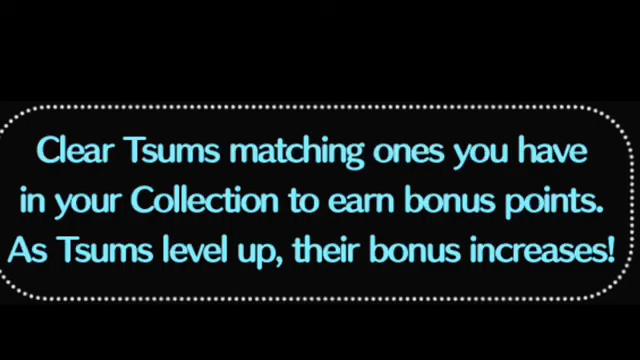 Clear Tsums matching ones you have
in your Collection to earn bonus points.
As Tsums level up, their bonus increases!